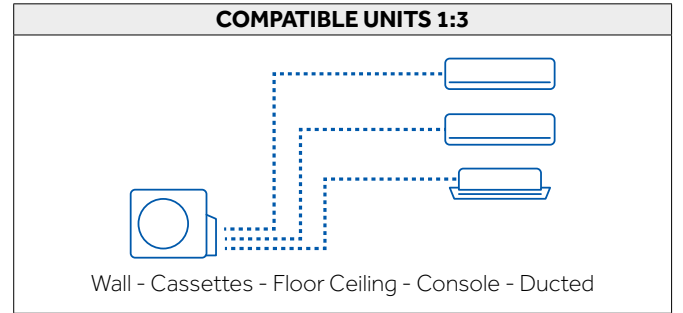 COMPATIBLE UNITS 1:3
Wall - Cassettes - Floor Ceiling - Console - Ducted